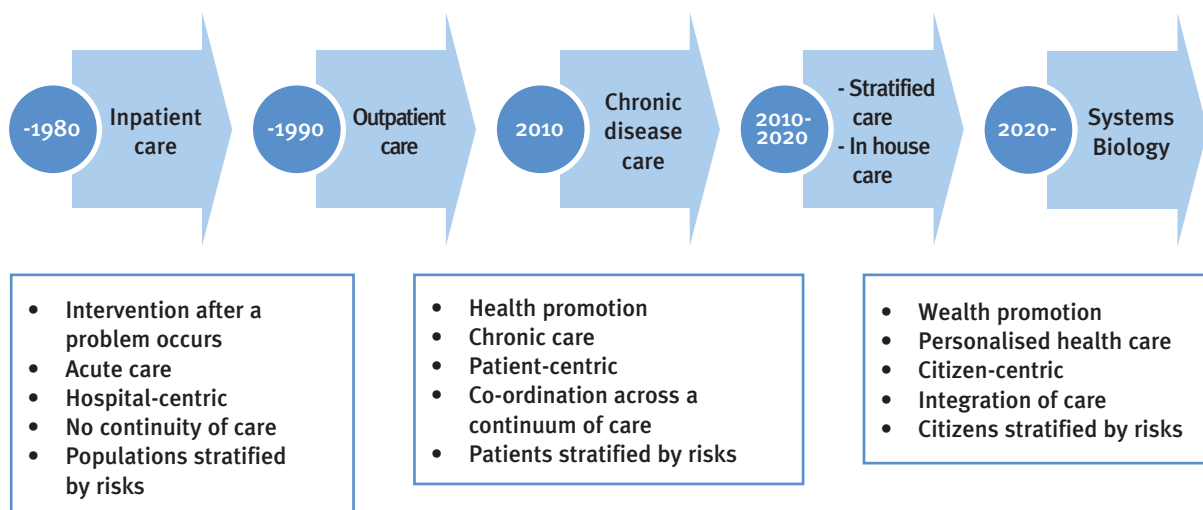 -1980
Inpatient
care
-1990
Outpatient
care
2010
Chronic
disease
care
2010-
2020
- Stratified
care
- In house
care
2020-
Systems
Biology
• Intervention after a
problem occurs
• Acute care
• Hospital-centric
• No continuity of care
• Populations stratified
by risks
• Health promotion
• Chronic care
• Patient-centric
• Co-ordination across a
continuum of care
• Patients stratified by risks
• Wealth promotion
• Personalised health care
• Citizen-centric
• Integration of care
• Citizens stratified by risks